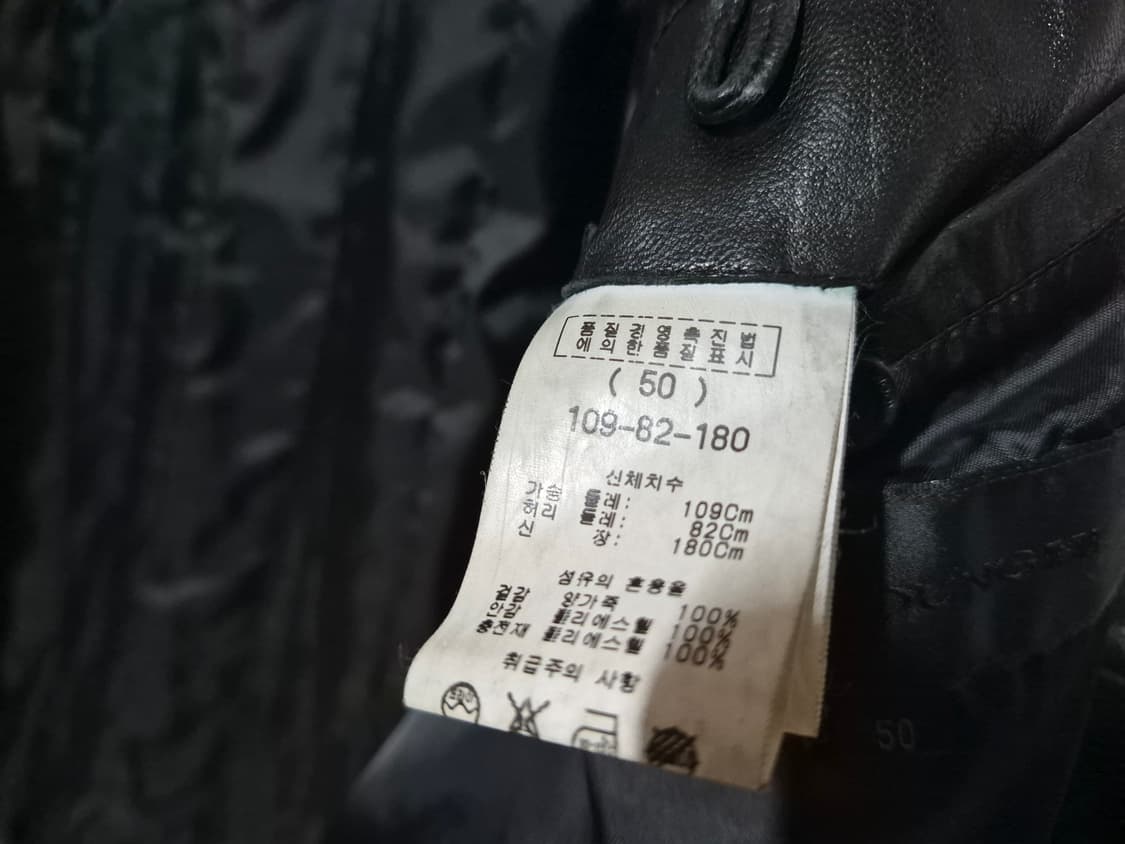 품질경영촉진법
에의한품질표시
( 50 )
109-82-180
신체치수
가슴 둘레: 109Cm
허리 둘레: 82Cm
신 장: 180Cm
섬유의 혼용율
겉감 양가죽 100%
안감 폴리에스텔 100%
충전재 폴리에스텔 100%
취급주의 사항
50